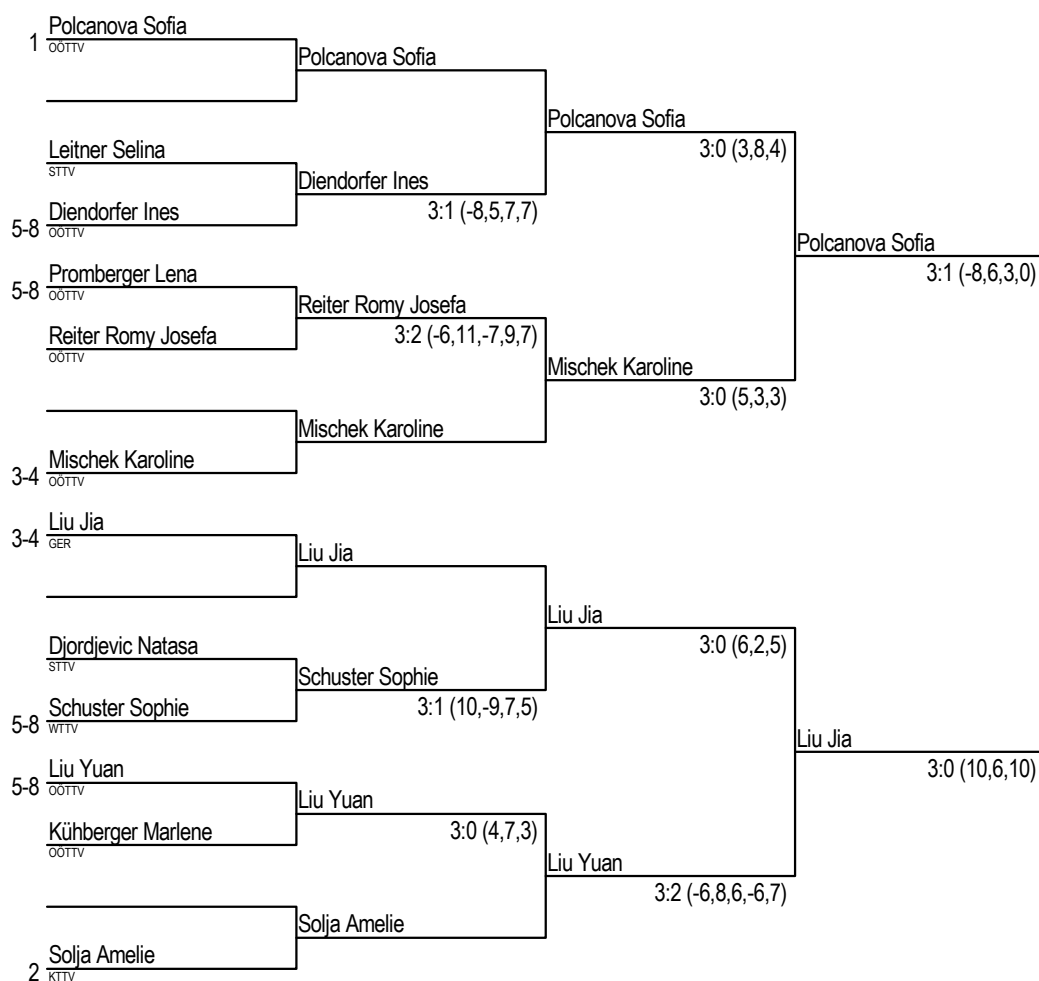 Polcanova Sofia
1
OÖTTV
Polcanova Sofia
Polcanova Sofia
3:0 (3,8,4)
Leitner Selina
STTV
Diendorfer Ines
3:1 (-8,5,7,7)
Diendorfer Ines
5-8
OÖTTV
Polcanova Sofia
3:1 (-8,6,3,0)
Promberger Lena
5-8
OÖTTV
Reiter Romy Josefa
3:2 (-6,11,-7,9,7)
Reiter Romy Josefa
OÖTTV
Mischek Karoline
3:0 (5,3,3)
Mischek Karoline
Mischek Karoline
3-4
OÖTTV
Liu Jia
3-4
GER
Liu Jia
Liu Jia
3:0 (6,2,5)
Djordjevic Natasa
STTV
Schuster Sophie
3:1 (10,-9,7,5)
Schuster Sophie
5-8
WTTV
Liu Jia
3:0 (10,6,10)
Liu Yuan
5-8
OÖTTV
Liu Yuan
3:0 (4,7,3)
Kühberger Marlene
OÖTTV
Liu Yuan
3:2 (-6,8,6,-6,7)
Solja Amelie
Solja Amelie
2
KTTV